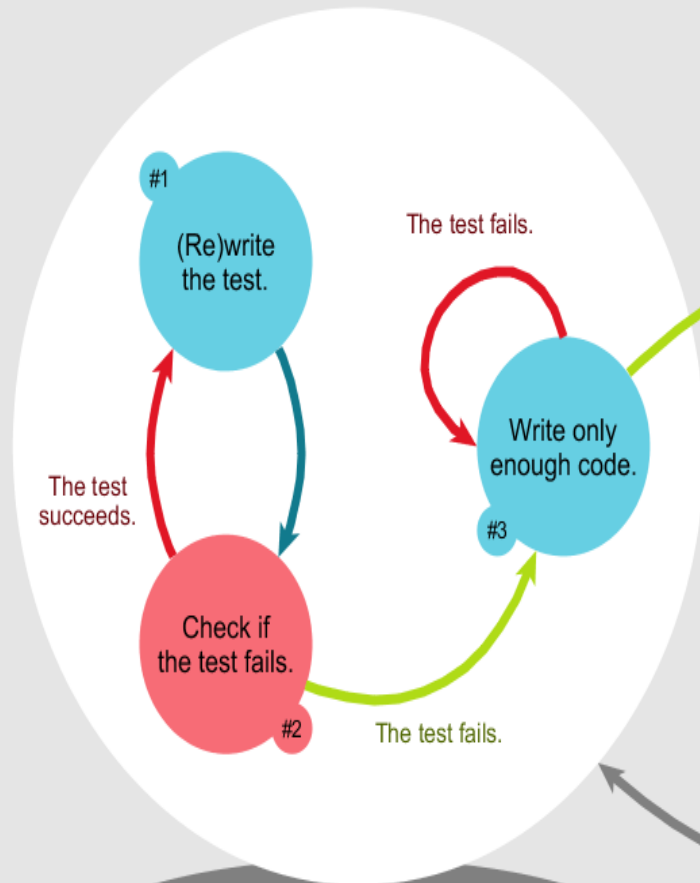 #1
(Re)write
the test.
The test fails.
Write only
enough code.
#3
The test
succeeds.
Check if
the test fails.
#2
The test fails.